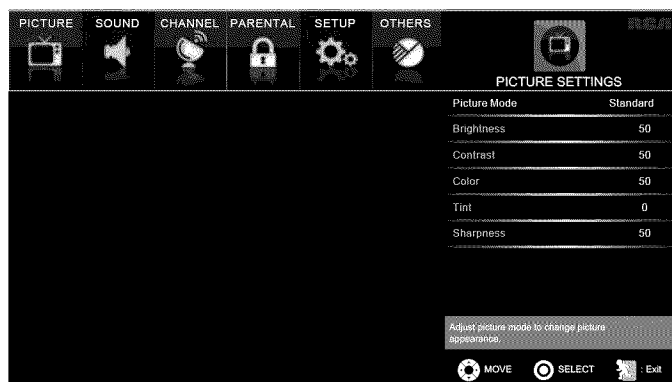 PICTURE SOUND CHANNEL PARENTAL SETUP OTHERS
RCA
PICTURE SETTINGS
Picture Mode Standard
Brightness 50
Contrast 50
Color 50
Tint 0
Sharpness 50
Adjust picture mode to change picture
appearance.
MOVE SELECT : Exit